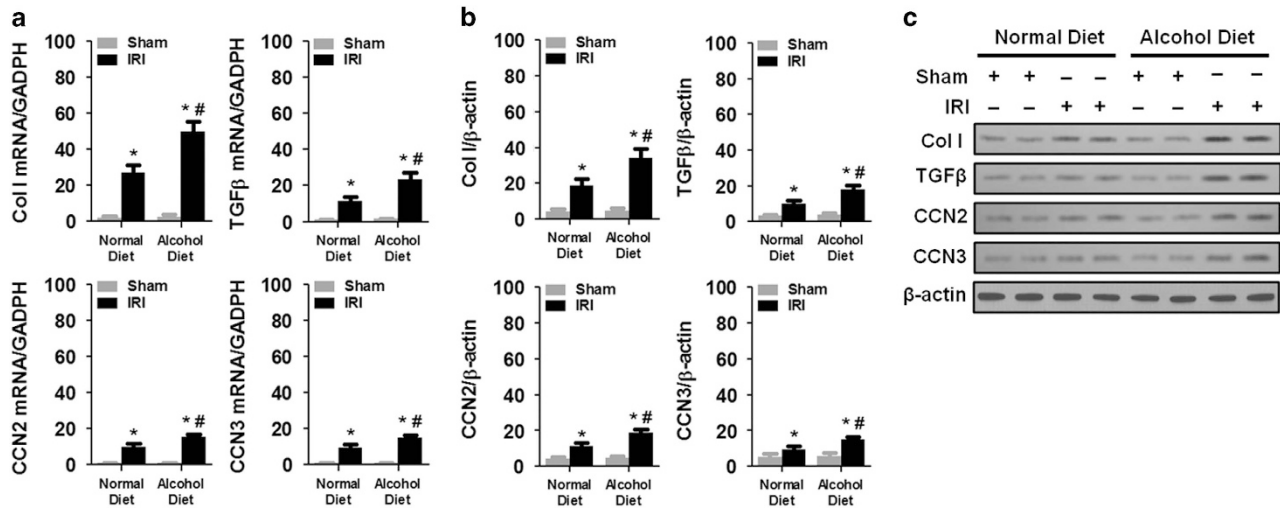 a
Col I mRNA/GADPH
100
80
60
40
20
0
Sham
IRI
*
* #
Normal Diet
Alcohol Diet
TGFβ mRNA/GADPH
100
80
60
40
20
0
Sham
IRI
*
* #
Normal Diet
Alcohol Diet
CCN2 mRNA/GADPH
100
80
60
40
20
0
Sham
IRI
*
* #
Normal Diet
Alcohol Diet
CCN3 mRNA/GADPH
100
80
60
40
20
0
Sham
IRI
*
* #
Normal Diet
Alcohol Diet
b
Col I/β-actin
100
80
60
40
20
0
Sham
IRI
*
* #
Normal Diet
Alcohol Diet
TGFβ/β-actin
100
80
60
40
20
0
Sham
IRI
*
* #
Normal Diet
Alcohol Diet
CCN2/β-actin
100
80
60
40
20
0
Sham
IRI
*
* #
Normal Diet
Alcohol Diet
CCN3/β-actin
100
80
60
40
20
0
Sham
IRI
*
* #
Normal Diet
Alcohol Diet
c
Normal Diet Alcohol Diet
Sham + + − − + + − −
IRI − − + + − − + +
Col I
TGFβ
CCN2
CCN3
β-actin